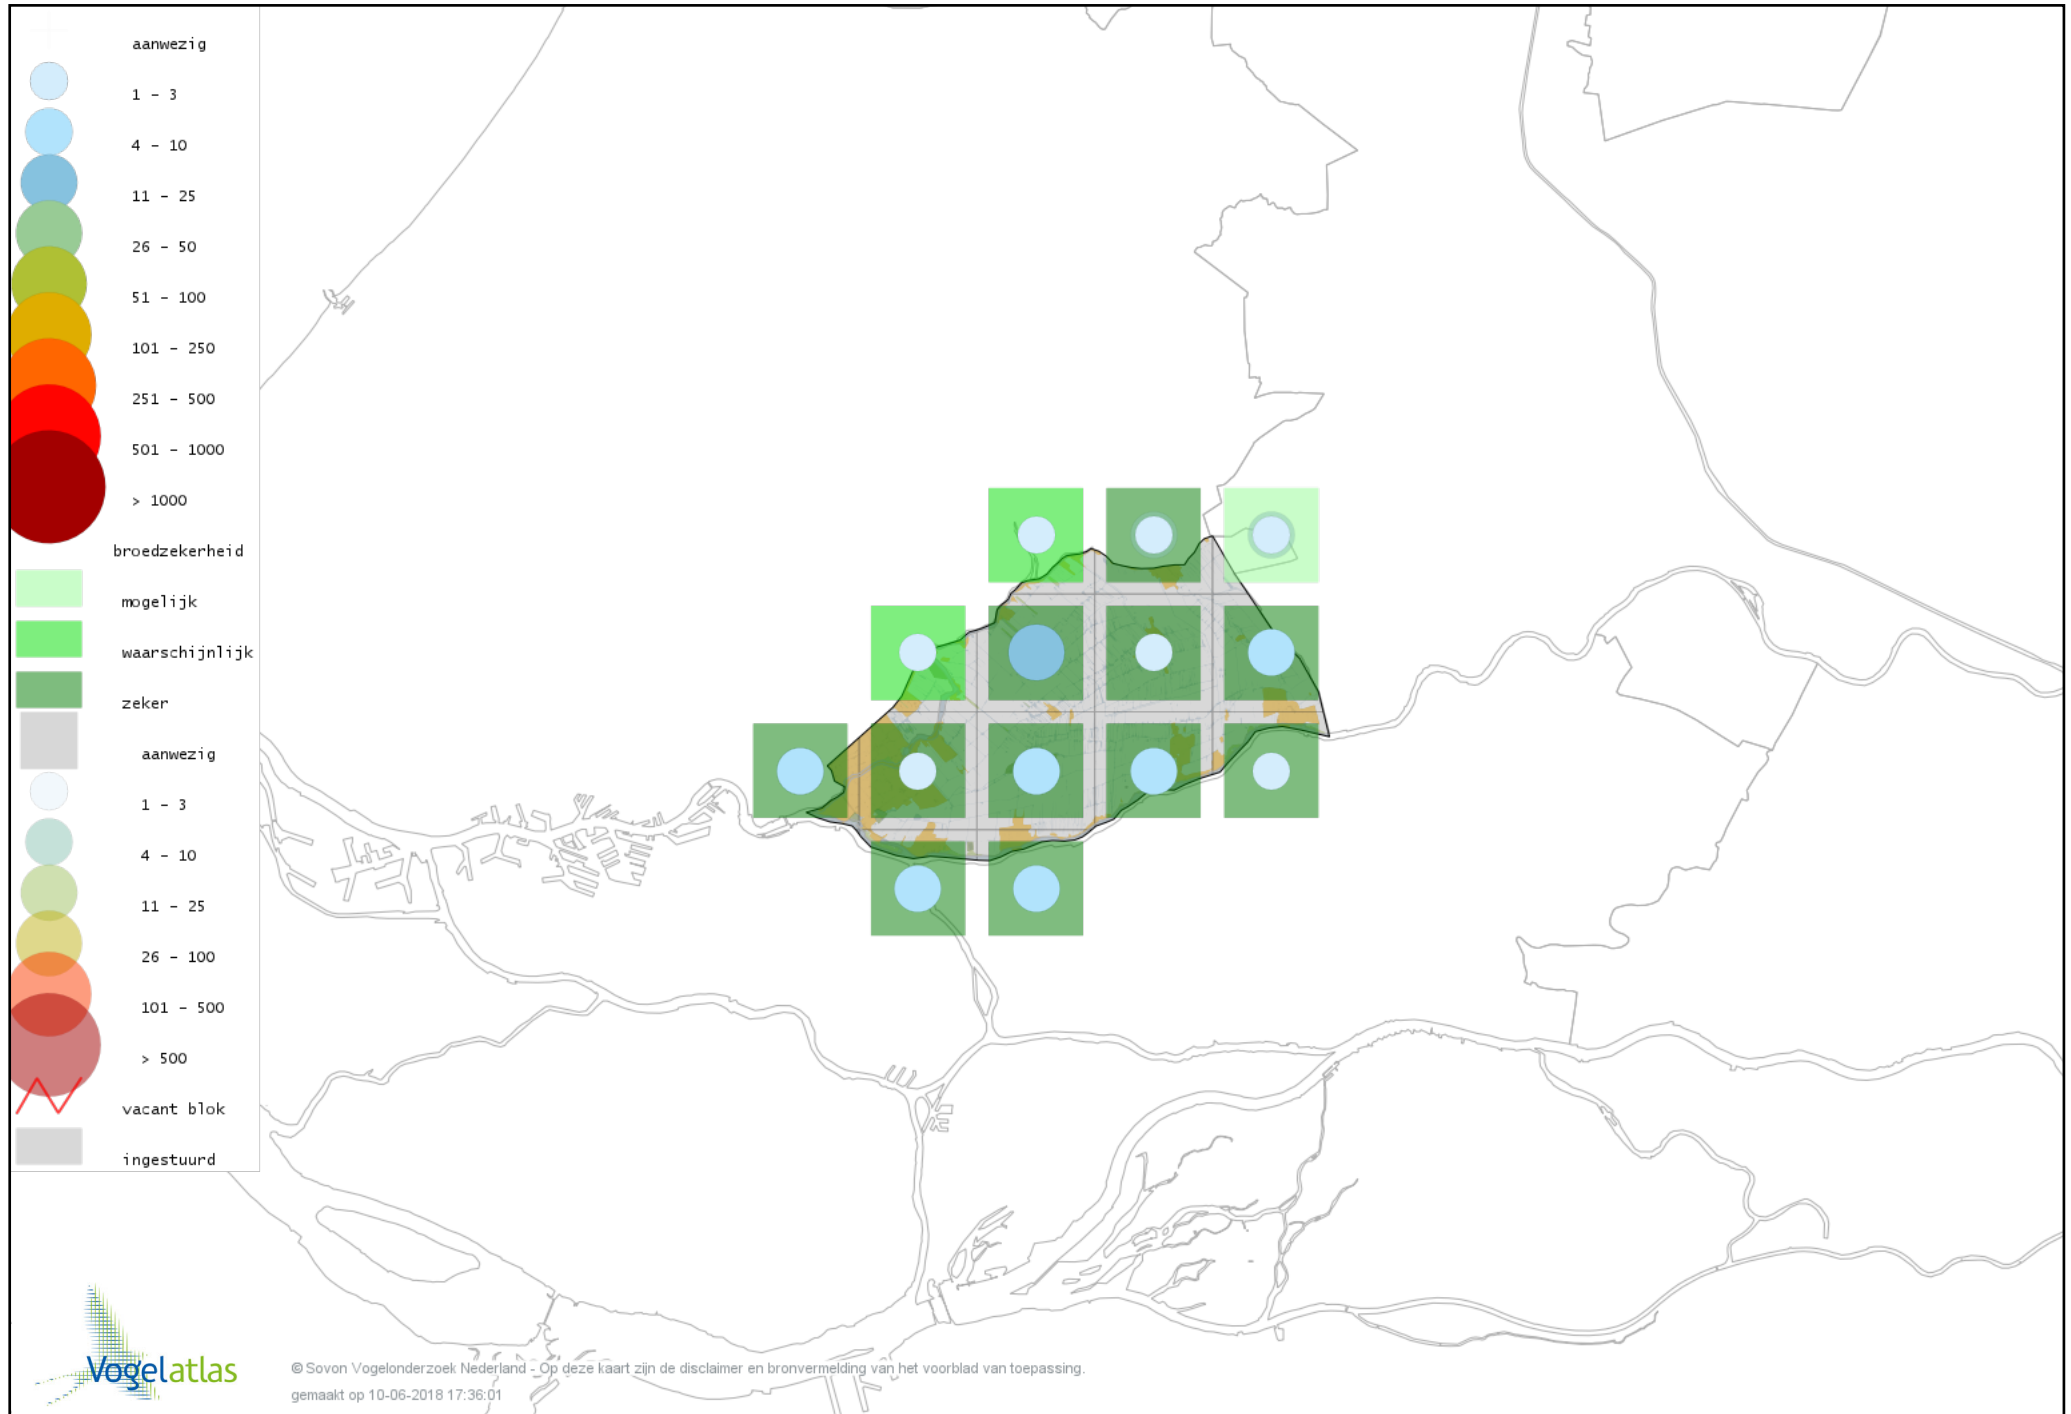 aanwezig
1 - 3
4 - 10
11 - 25
26 - 50
51 - 100
101 - 250
251 - 500
501 - 1000
> 1000
broedzekerheid
mogelijk
waarschijnlijk
zeker
aanwezig
1 - 3
4 - 10
11 - 25
26 - 100
101 - 500
> 500
vacant blok
ingestuurd
Vogelatlas
© Sovon Vogelonderzoek Nederland - Op deze kaart zijn de disclaimer en bronvermelding van het voorblad van toepassing.
gemaakt op 10-06-2018 17:36:01